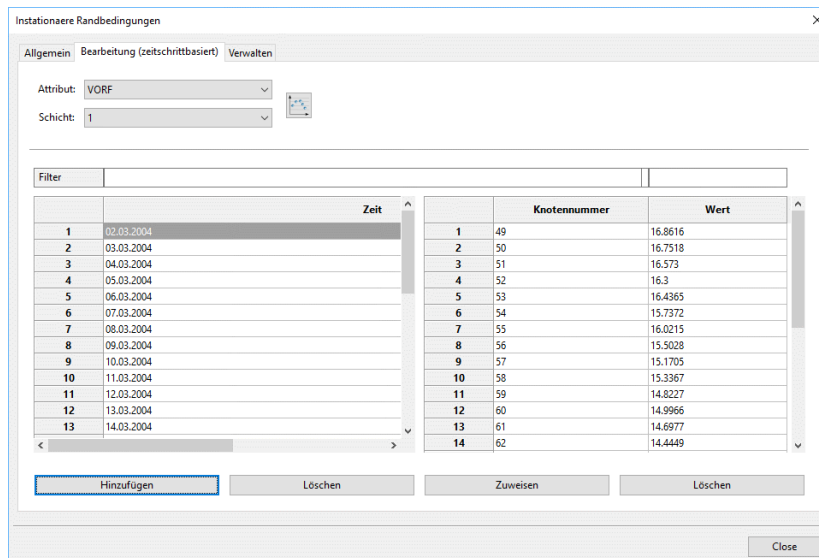 Instationaere Randbedingungen
Allgemein Bearbeitung (zeitschrittbasiert) Verwalten
Attribut: VORF
Schicht: 1
Filter
Zeit
1 02.03.2004
2 03.03.2004
3 04.03.2004
4 05.03.2004
5 06.03.2004
6 07.03.2004
7 08.03.2004
8 09.03.2004
9 10.03.2004
10 11.03.2004
11 12.03.2004
12 13.03.2004
13 14.03.2004
Knotennummer Wert
1 49 16.8616
2 50 16.7518
3 51 16.573
4 52 16.3
5 53 16.4365
6 54 15.7372
7 55 16.0215
8 56 15.5028
9 57 15.1705
10 58 15.3367
11 59 14.8227
12 60 14.9966
13 61 14.6977
14 62 14.4449
Hinzufügen Löschen Zuweisen Löschen
Close